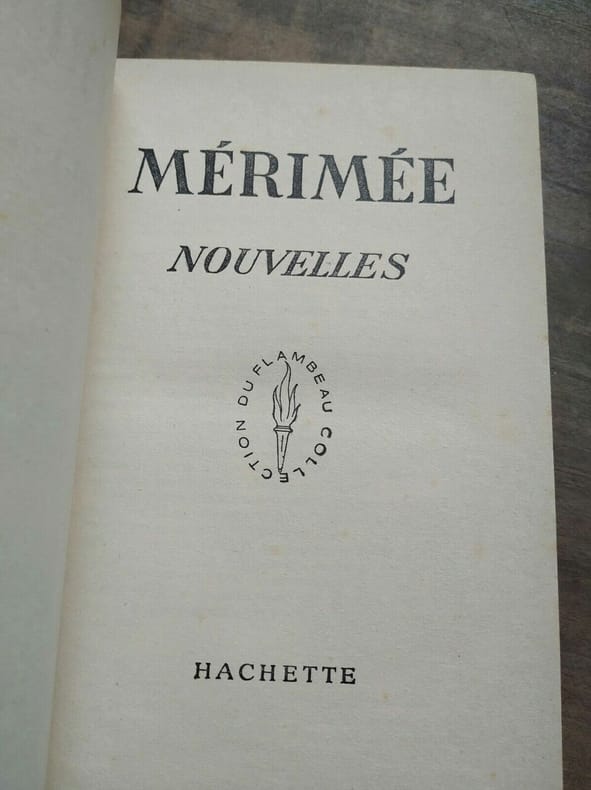 MÉRIMÉE
NOUVELLES
COLLECTION DU FLAMBEAU
HACHETTE